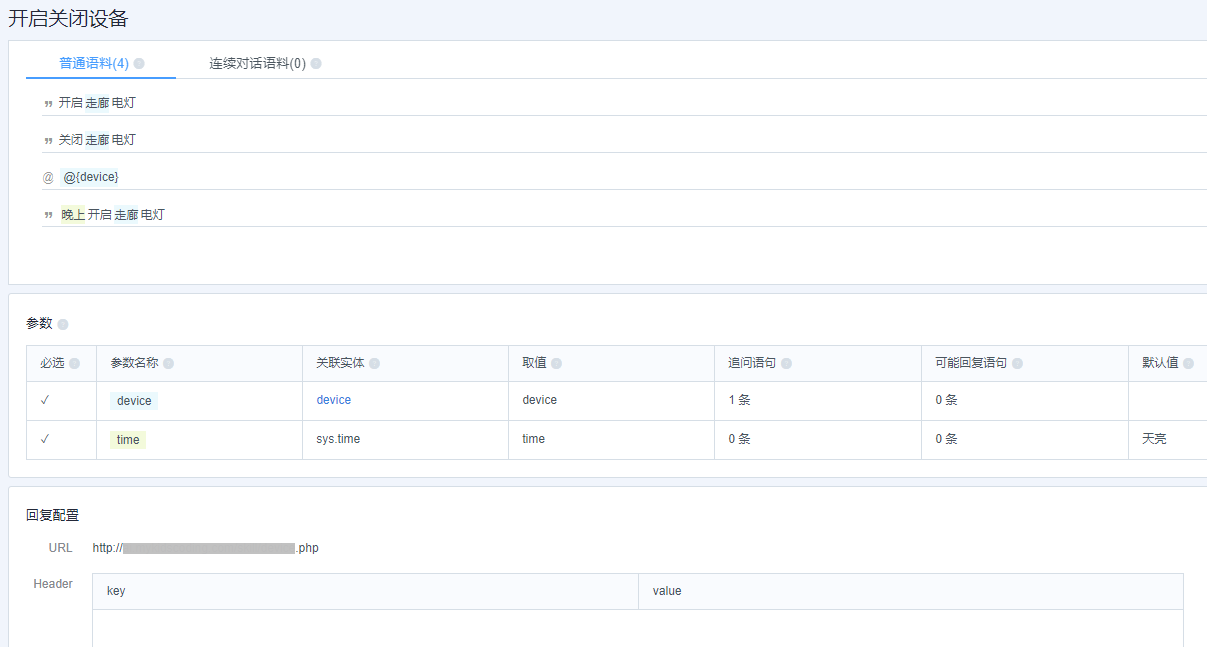 开启关闭设备
普通语料(4) 连续对话语料(0)
” 开启 走廊 电灯
” 关闭 走廊 电灯
@ @{device}
” 晚上 开启 走廊 电灯
参数
必选 参数名称 关联实体 取值 追问语句 可能回复语句 默认值
✓ device device device 1 条 0 条
✓ time sys.time time 0 条 0 条 天亮
回复配置
URL http:// .php
Header key value